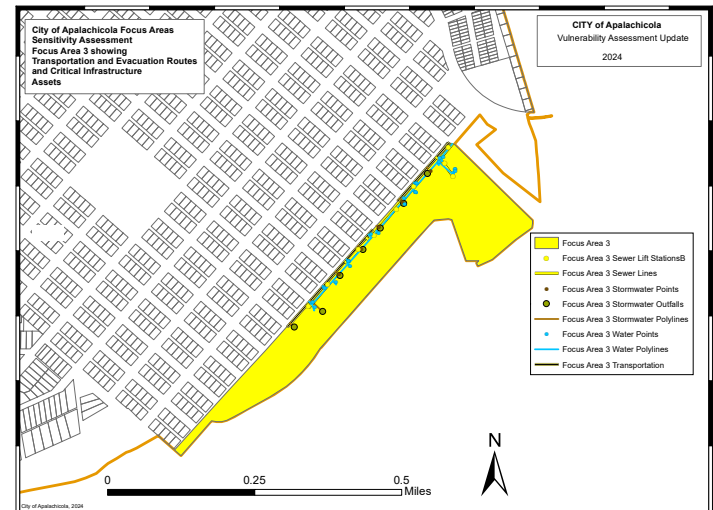 City of Apalachicola Focus Areas
Sensitivity Assessment
Focus Area 3 showing
Transportation and Evacuation Routes
and Critical Infrastructure
Assets
CITY of Apalachicola
Vulnerability Assessment Update
2024
Focus Area 3
Focus Area 3 Sewer Lift StationsB
Focus Area 3 Sewer Lines
Focus Area 3 Stormwater Points
Focus Area 3 Stormwater Outfalls
Focus Area 3 Stormwater Polylines
Focus Area 3 Water Points
Focus Area 3 Water Polylines
Focus Area 3 Transportation
N
0 0.25 0.5
Miles
City of Apalachicola, 2024